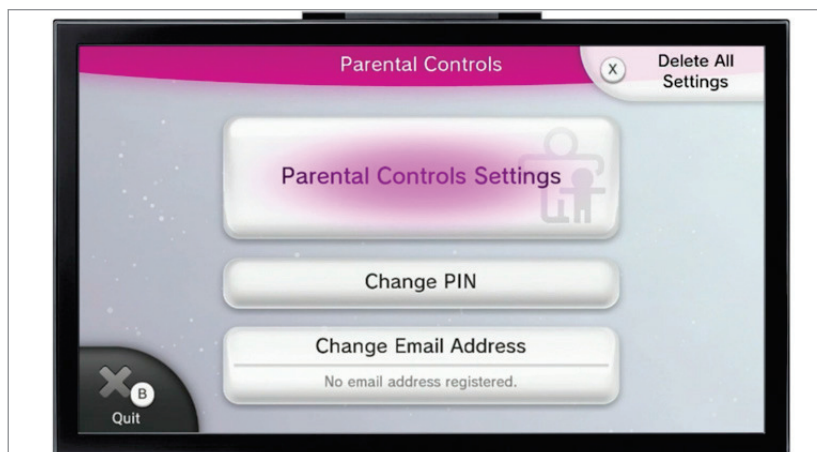 Parental Controls
X
Delete All
Settings
Parental Controls Settings
Change PIN
Change Email Address
No email address registered.
B
Quit